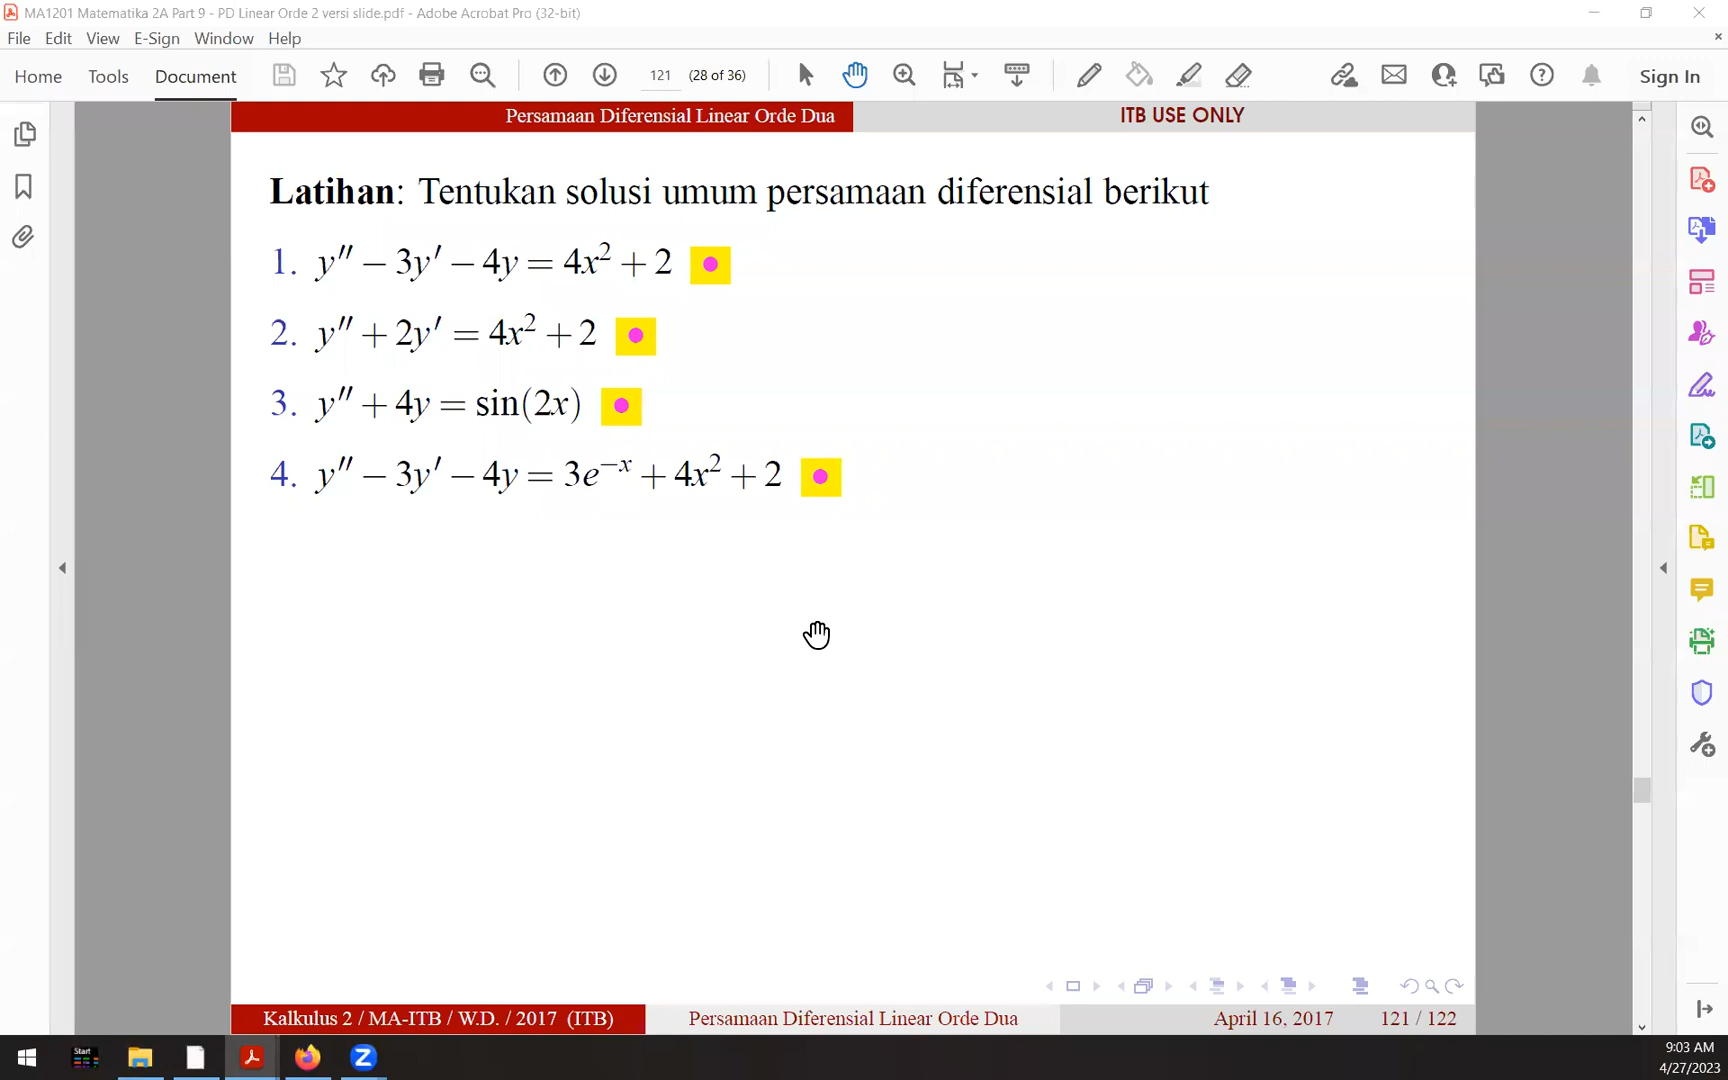 MA1201 Matematika 2A Part 9 - PD Linear Orde 2 versi slide.pdf - Adobe Acrobat Pro (32-bit)
File Edit View E-Sign Window Help
Home Tools Document 121 (28 of 36) Sign In
Persamaan Diferensial Linear Orde Dua ITB USE ONLY
Latihan: Tentukan solusi umum persamaan diferensial berikut
1. y″ − 3y′ − 4y = 4x² + 2
2. y″ + 2y′ = 4x² + 2
3. y″ + 4y = sin(2x)
4. y″ − 3y′ − 4y = 3e⁻ˣ + 4x² + 2
Kalkulus 2 / MA-ITB / W.D. / 2017 (ITB) Persamaan Diferensial Linear Orde Dua April 16, 2017 121 / 122
Start
Z
9:03 AM
4/27/2023